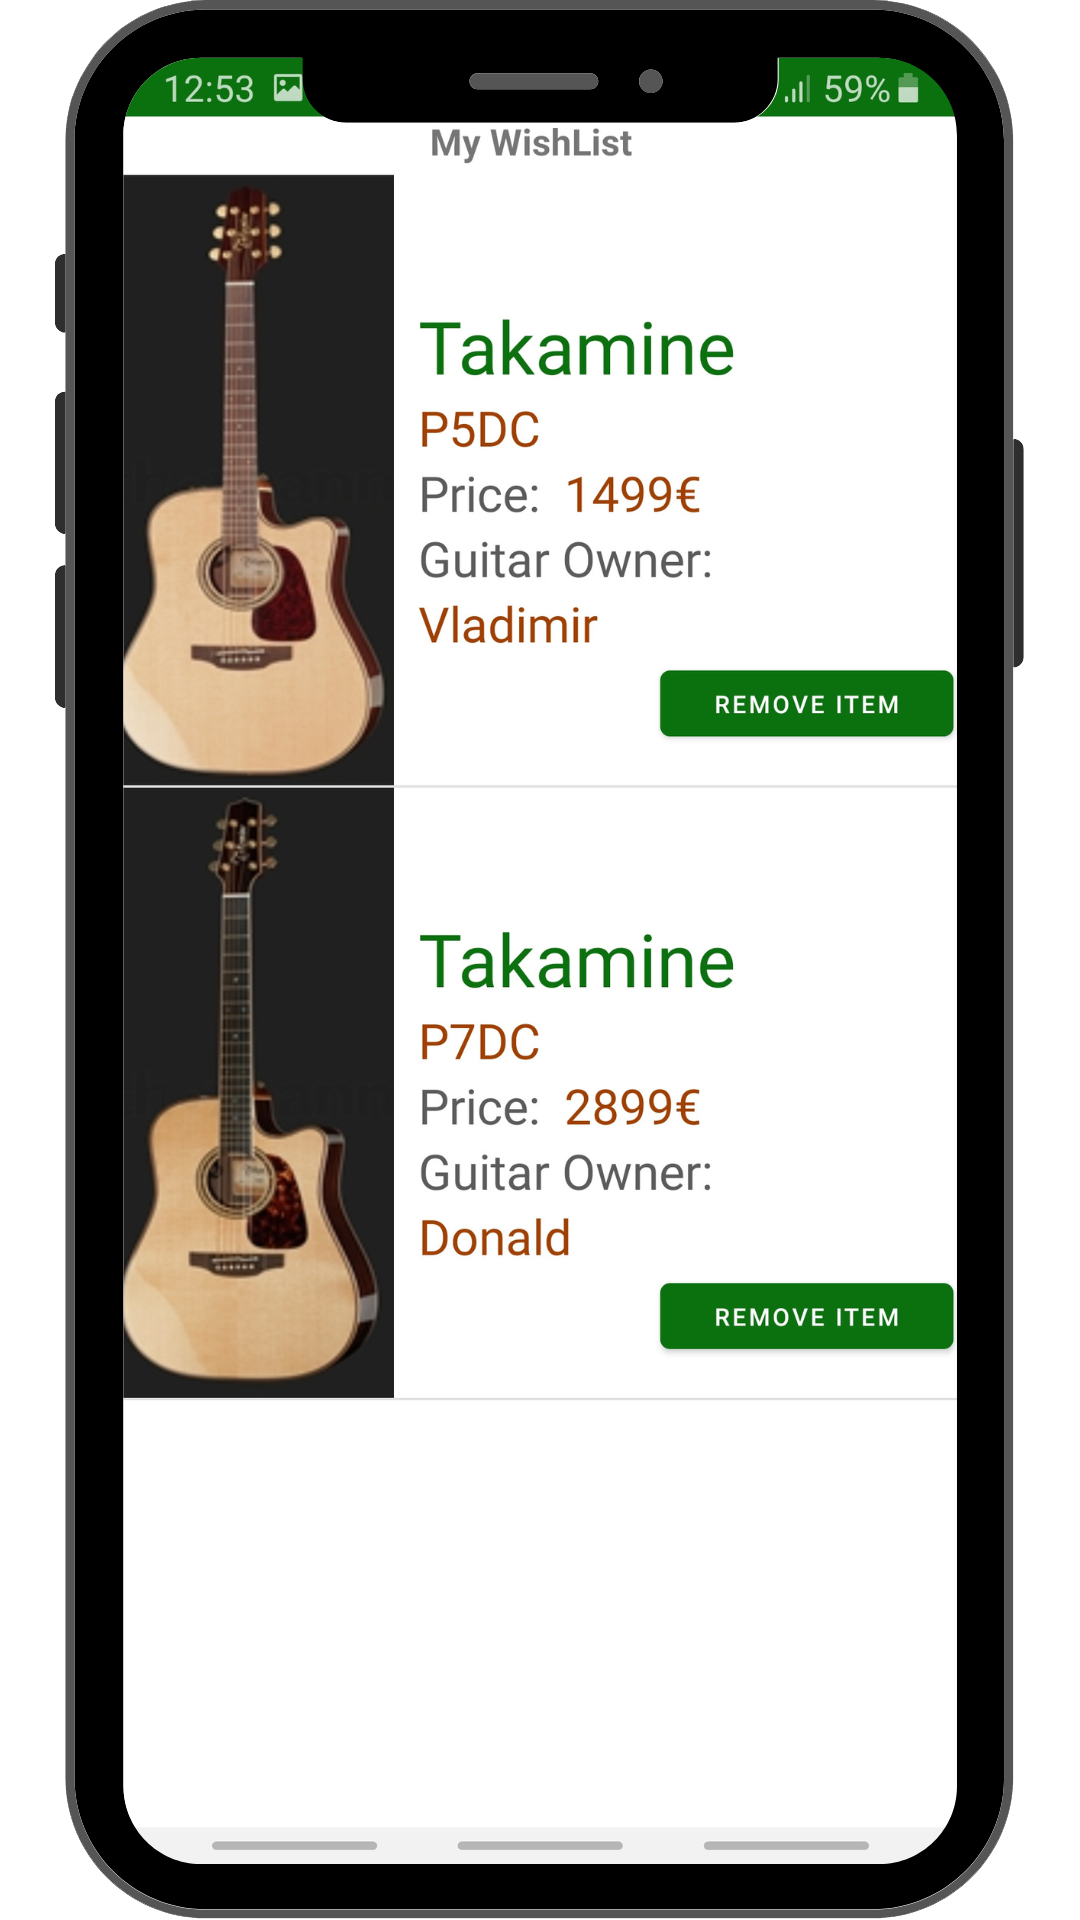 12:53
59%
My WishList
Takamine
P5DC
Price: 1499€
Guitar Owner:
Vladimir
REMOVE ITEM
Takamine
P7DC
Price: 2899€
Guitar Owner:
Donald
REMOVE ITEM